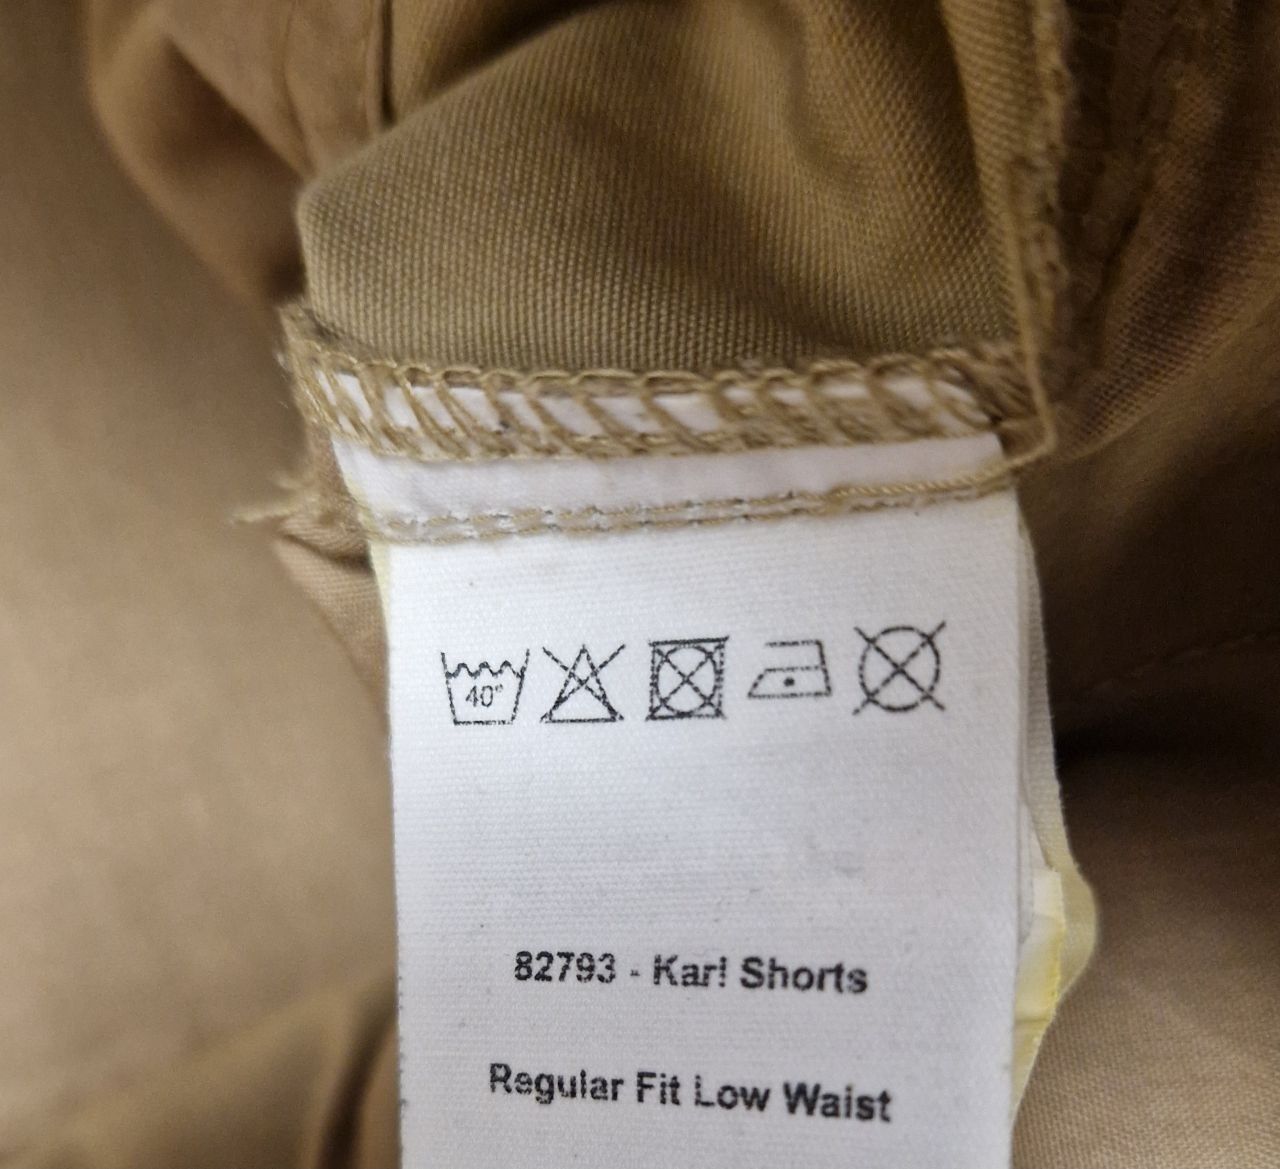 40°
82793 - Karl Shorts
Regular Fit Low Waist